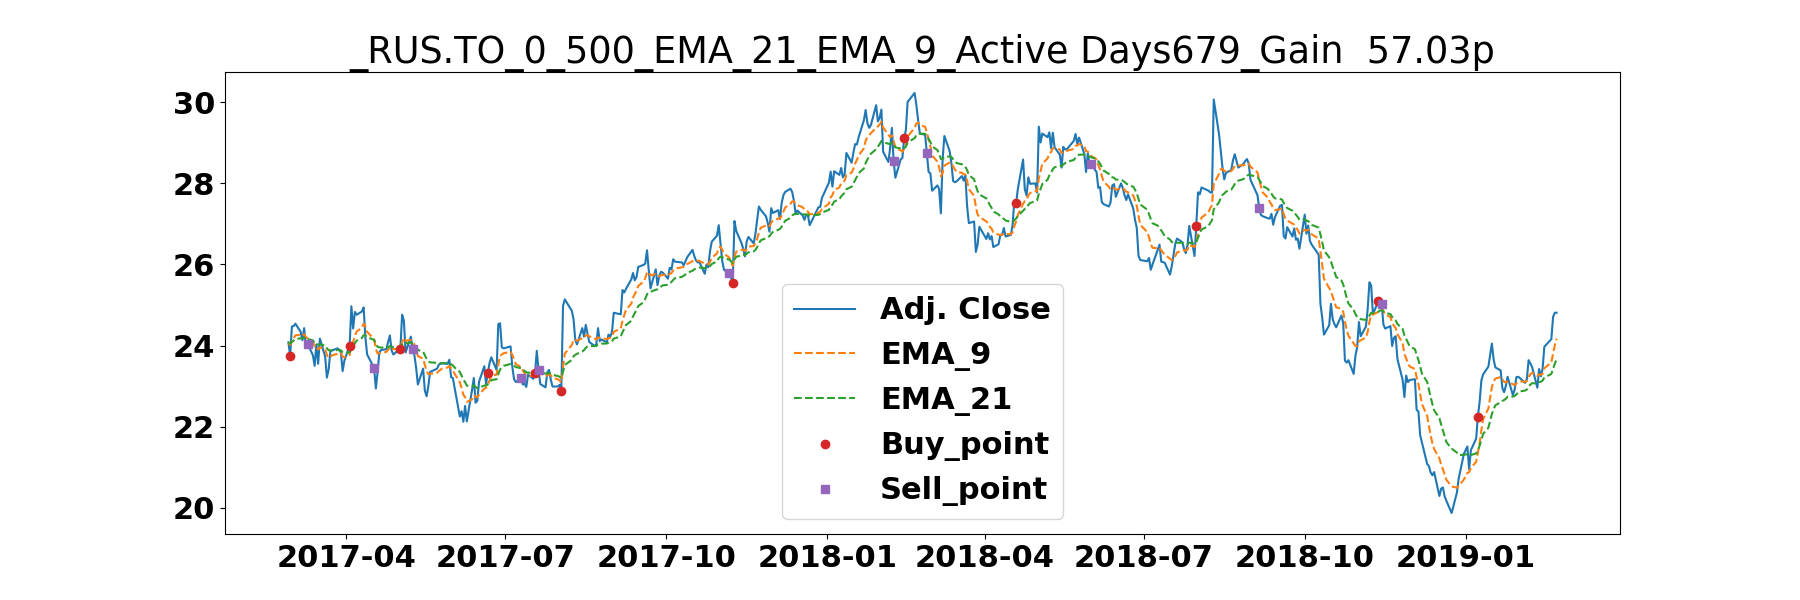 _RUS.TO_0_500_EMA_21_EMA_9_Active Days679_Gain  57.03p
30
28
26
24
22
20
Adj. Close
EMA_9
EMA_21
Buy_point
Sell_point
2017-04 2017-07 2017-10 2018-01 2018-04 2018-07 2018-10 2019-01